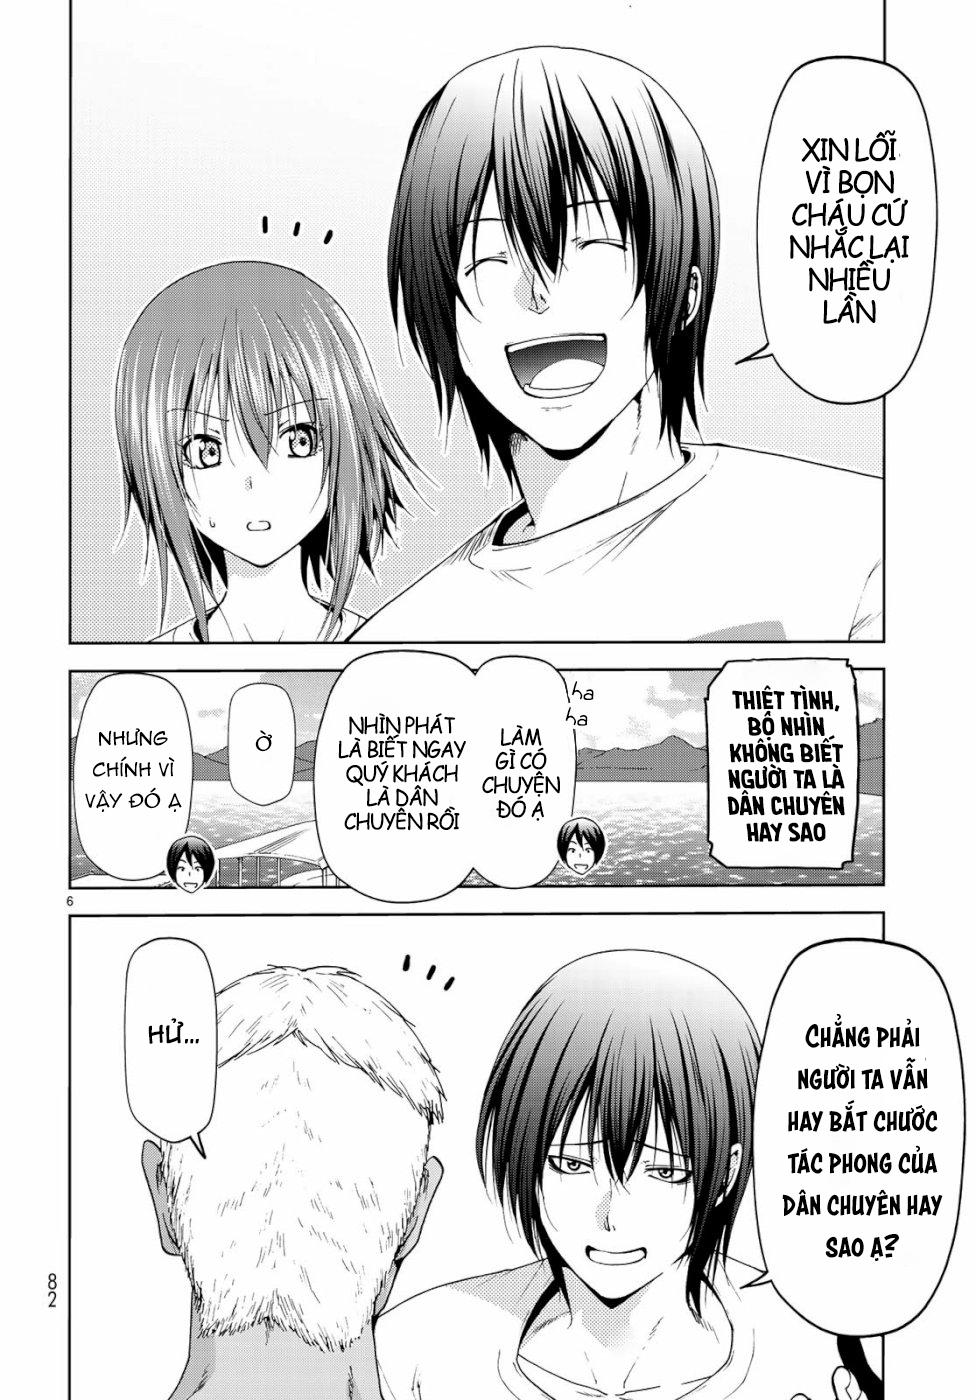 XIN LỖI
VÌ BỌN
CHÁU CỨ
NHẮC LẠI
NHIỀU
LẦN
THIỆT TÌNH,
BỘ NHÌN
KHÔNG BIẾT
NGƯỜI TA LÀ
DÂN CHUYÊN
HAY SAO
ha
ha
LÀM
GÌ CÓ
CHUYỆN
ĐÓ Ạ
NHÌN PHÁT
LÀ BIẾT NGAY
QUÝ KHÁCH
LÀ DÂN
CHUYÊN RỒI
Ờ
NHƯNG
CHÍNH VÌ
VẬY ĐÓ Ạ
6
CHẲNG PHẢI
NGƯỜI TA VẪN
HAY BẮT CHƯỚC
TÁC PHONG CỦA
DÂN CHUYÊN HAY
SAO Ạ?
HỬ...
82